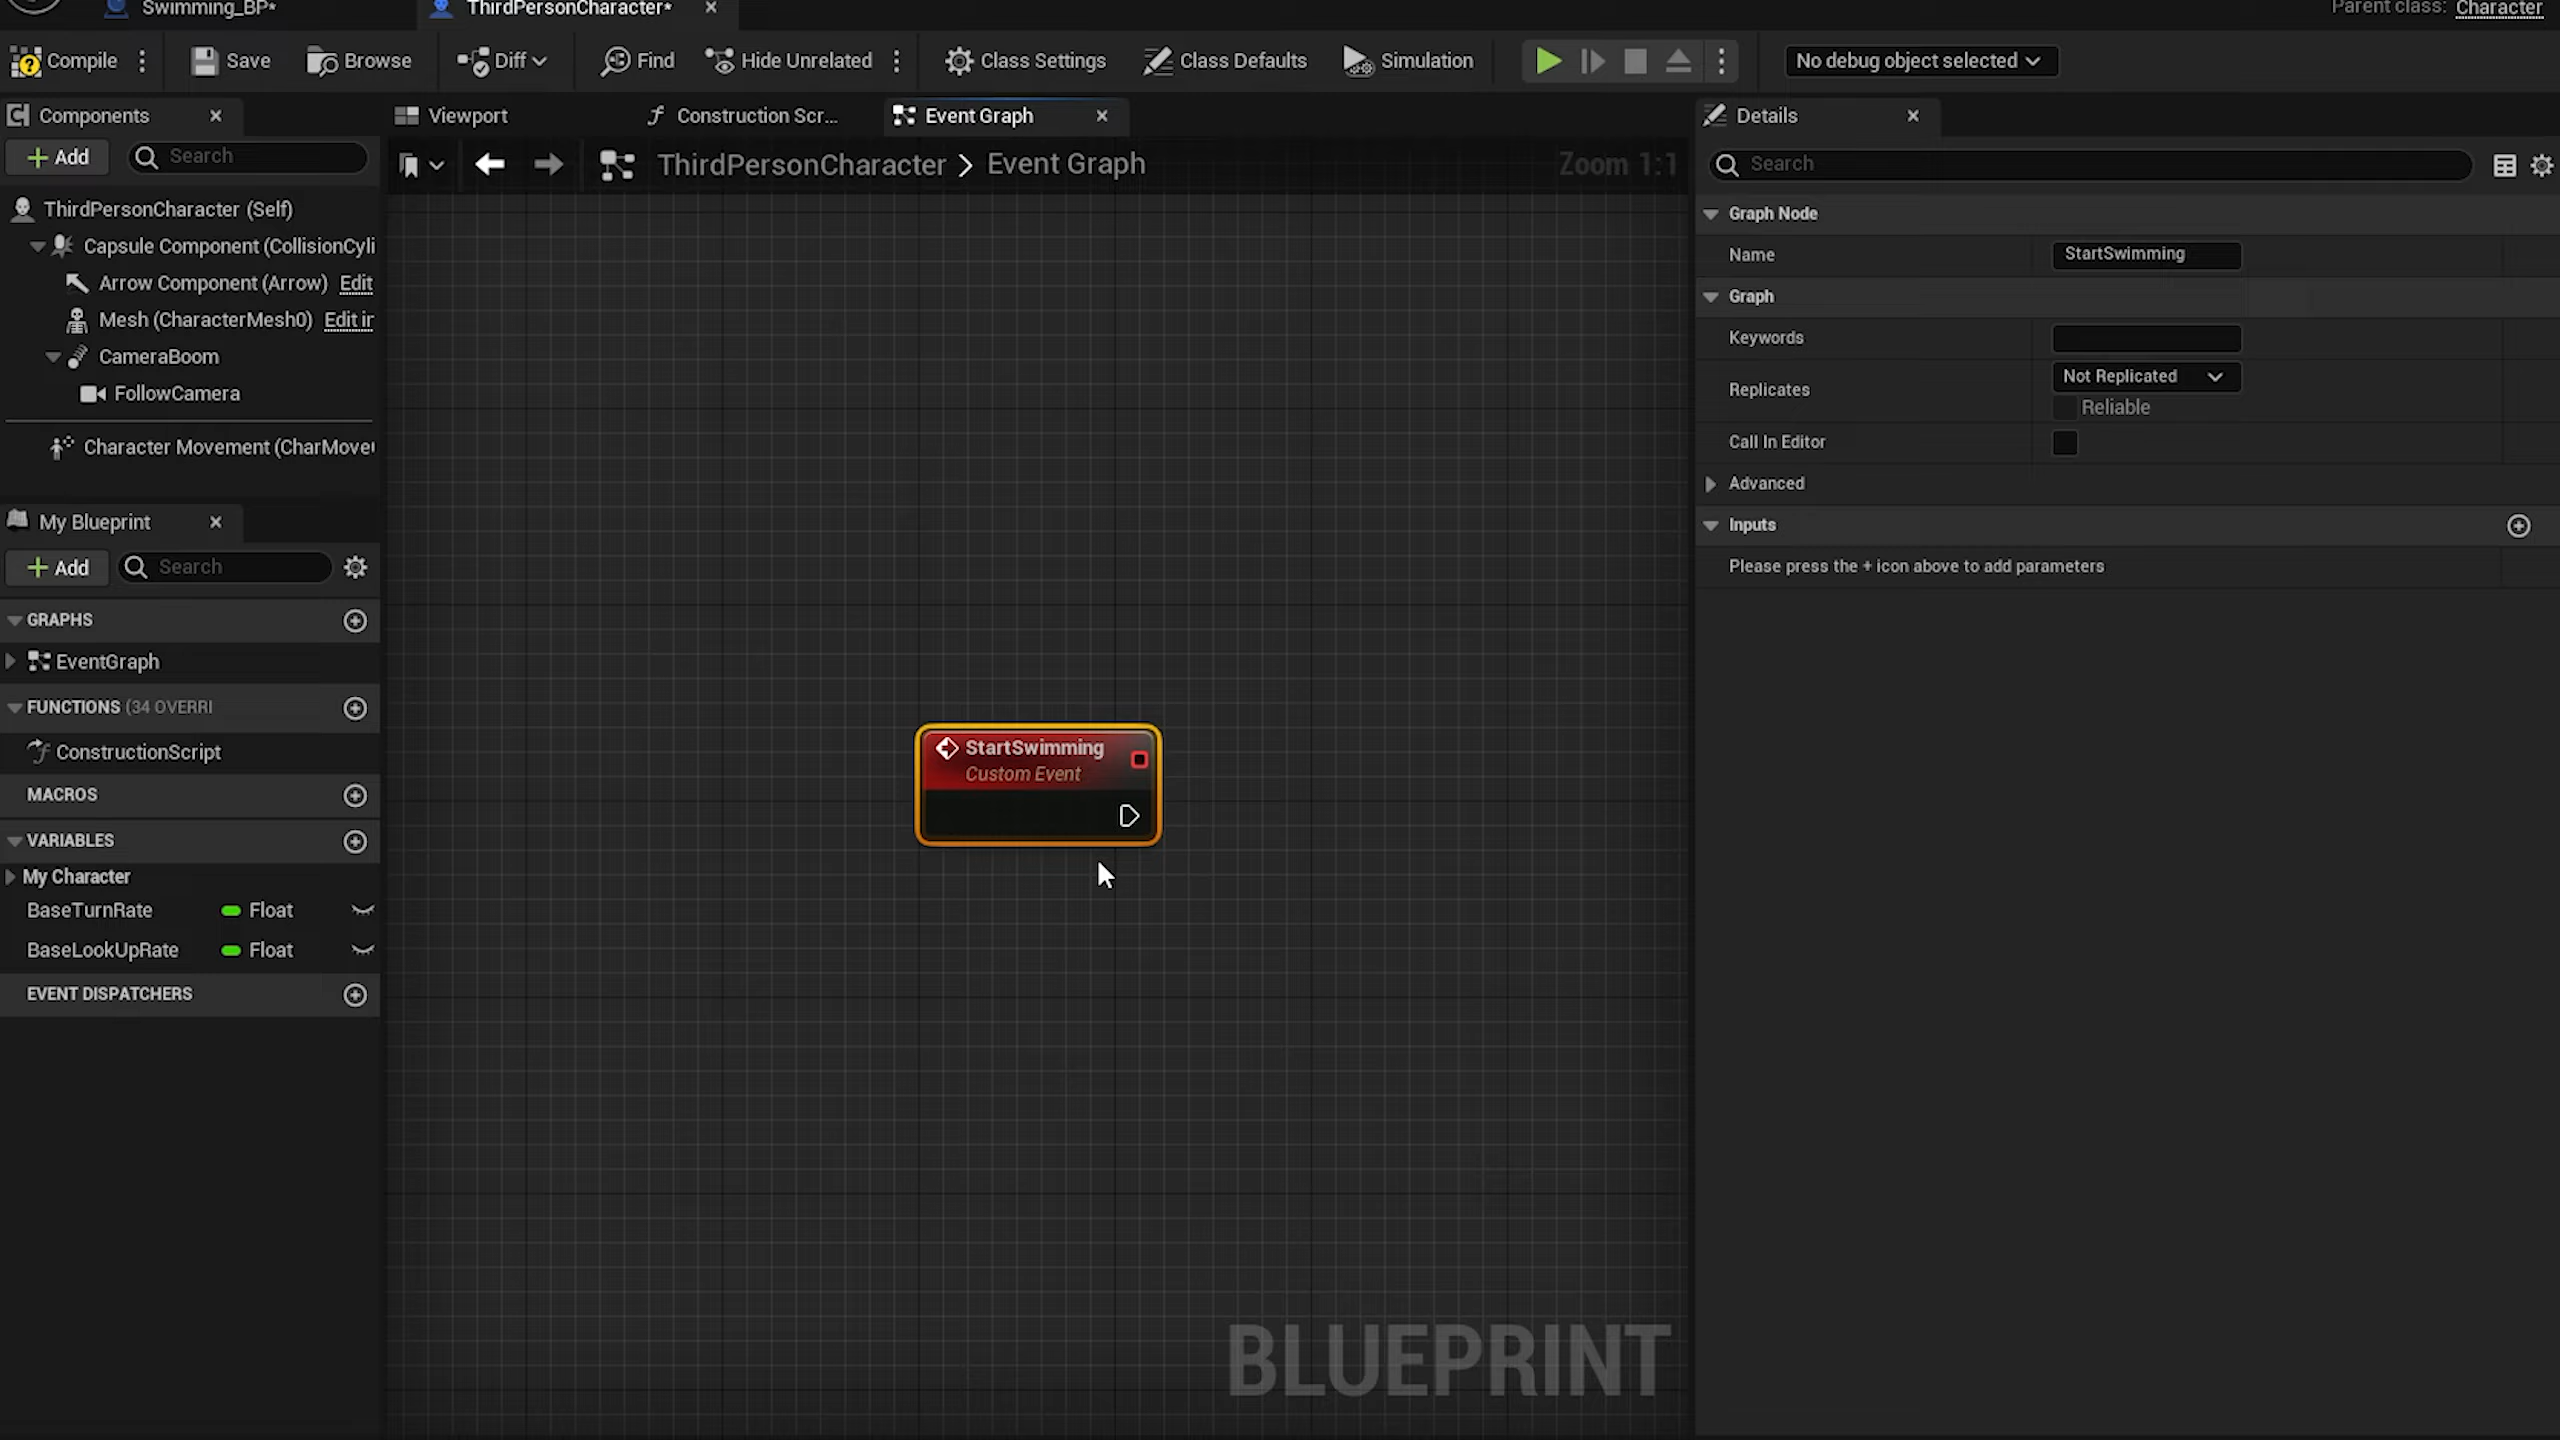 Swimming_BP*
ThirdPersonCharacter*
Parent class: Character
Compile
Save
Browse
Diff
Find
Hide Unrelated
Class Settings
Class Defaults
Simulation
No debug object selected
Components
Add
Search
ThirdPersonCharacter (Self)
Capsule Component (CollisionCyli
Arrow Component (Arrow) Edit
Mesh (CharacterMesh0) Edit ir
CameraBoom
FollowCamera
Character Movement (CharMove
My Blueprint
Add
Search
GRAPHS
EventGraph
FUNCTIONS (34 OVERRI
ConstructionScript
MACROS
VARIABLES
My Character
BaseTurnRate Float
BaseLookUpRate Float
EVENT DISPATCHERS
Viewport
Construction Scr...
Event Graph
ThirdPersonCharacter > Event Graph
Zoom 1:1
StartSwimming
Custom Event
BLUEPRINT
Details
Search
Graph Node
Name StartSwimming
Graph
Keywords
Replicates Not Replicated
Reliable
Call In Editor
Advanced
Inputs
Please press the + icon above to add parameters